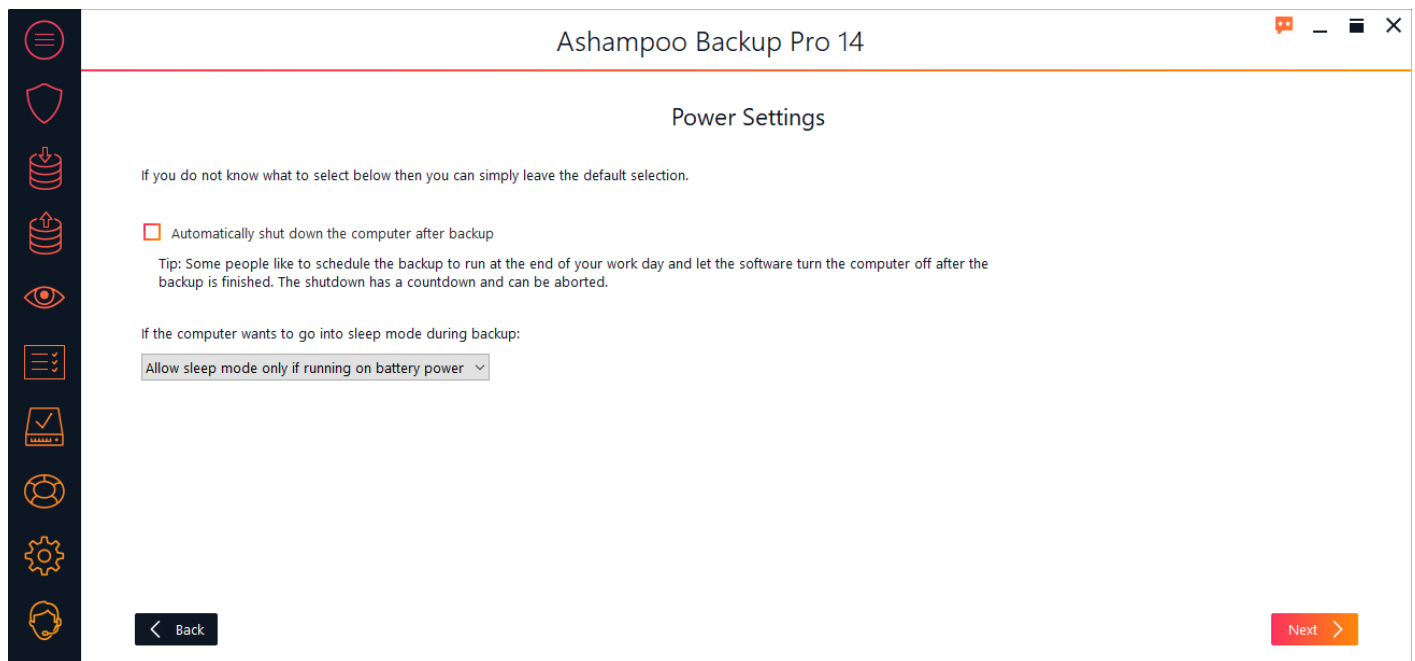 Ashampoo Backup Pro 14
Power Settings
If you do not know what to select below then you can simply leave the default selection.
Automatically shut down the computer after backup
Tip: Some people like to schedule the backup to run at the end of your work day and let the software turn the computer off after the
backup is finished. The shutdown has a countdown and can be aborted.
If the computer wants to go into sleep mode during backup:
Allow sleep mode only if running on battery power
Back
Next